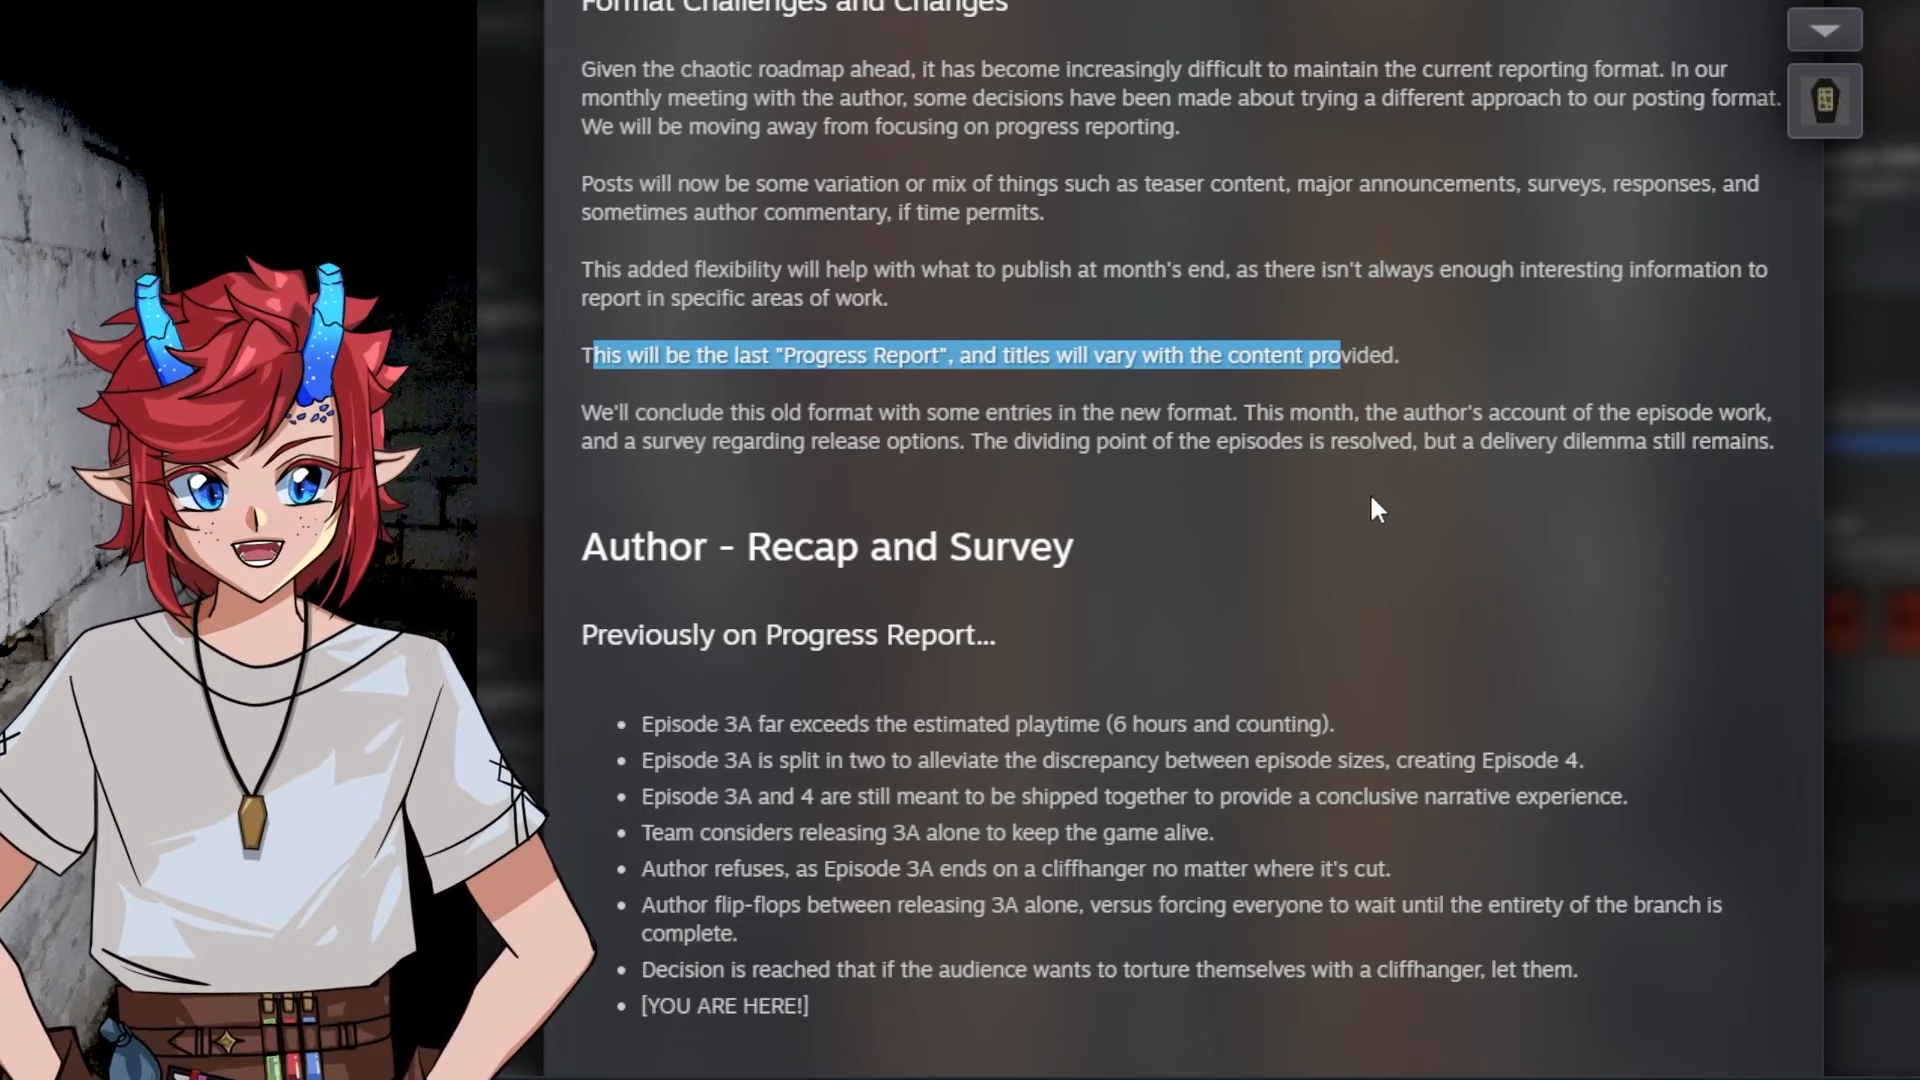 Format Challenges and Changes
Given the chaotic roadmap ahead, it has become increasingly difficult to maintain the current reporting format. In our
monthly meeting with the author, some decisions have been made about trying a different approach to our posting format.
We will be moving away from focusing on progress reporting.
Posts will now be some variation or mix of things such as teaser content, major announcements, surveys, responses, and
sometimes author commentary, if time permits.
This added flexibility will help with what to publish at month's end, as there isn't always enough interesting information to
report in specific areas of work.
This will be the last "Progress Report", and titles will vary with the content provided.
We'll conclude this old format with some entries in the new format. This month, the author's account of the episode work,
and a survey regarding release options. The dividing point of the episodes is resolved, but a delivery dilemma still remains.
Author - Recap and Survey
Previously on Progress Report...
• Episode 3A far exceeds the estimated playtime (6 hours and counting).
• Episode 3A is split in two to alleviate the discrepancy between episode sizes, creating Episode 4.
• Episode 3A and 4 are still meant to be shipped together to provide a conclusive narrative experience.
• Team considers releasing 3A alone to keep the game alive.
• Author refuses, as Episode 3A ends on a cliffhanger no matter where it's cut.
• Author flip-flops between releasing 3A alone, versus forcing everyone to wait until the entirety of the branch is
complete.
• Decision is reached that if the audience wants to torture themselves with a cliffhanger, let them.
• [YOU ARE HERE!]